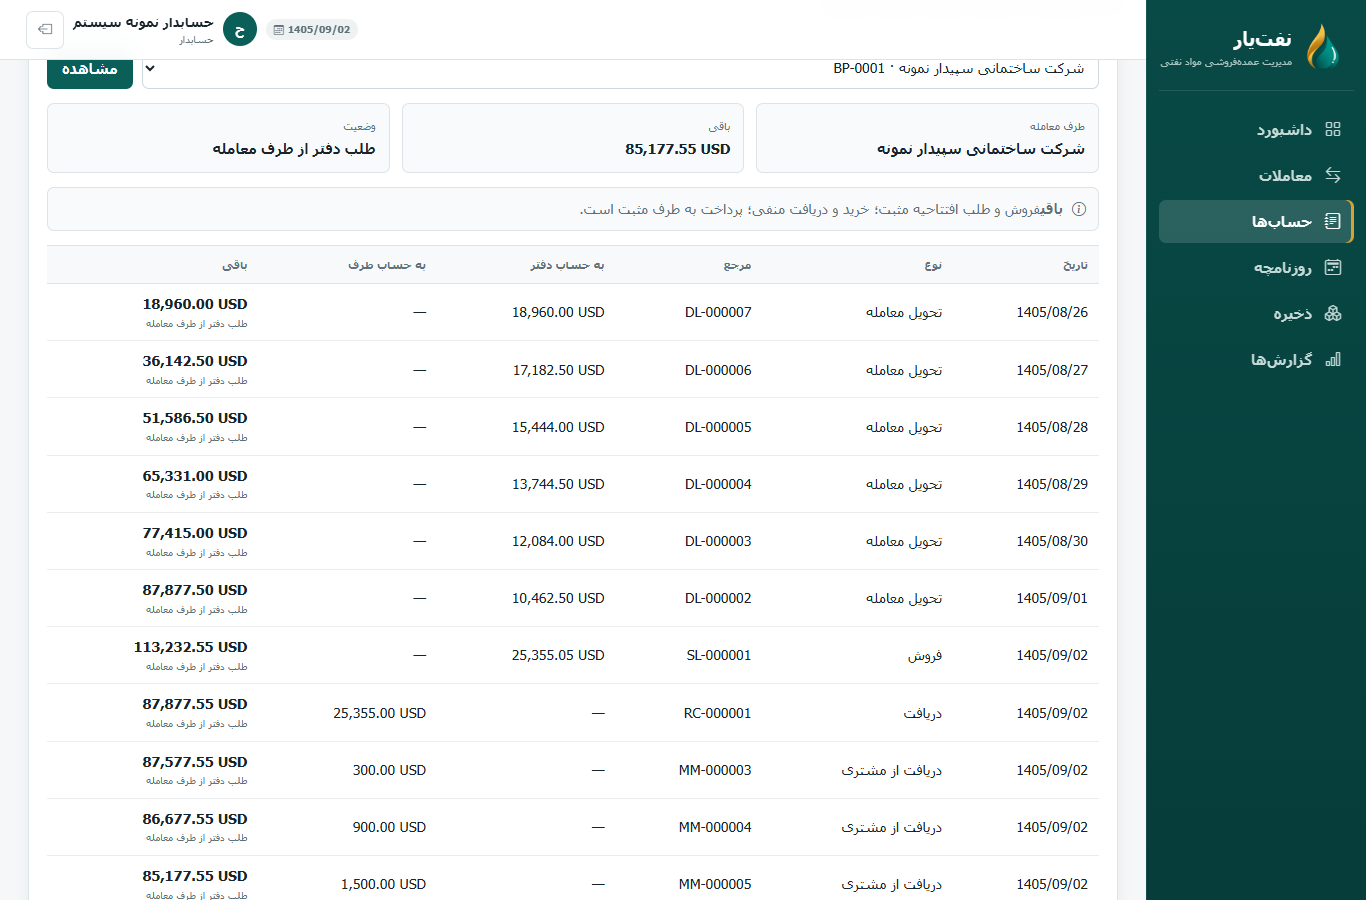 نفت‌یار
مدیریت عمده‌فروشی مواد نفتی
داشبورد
معاملات
حساب‌ها
روزنامچه
ذخیره
گزارش‌ها
1405/09/02
ح
حسابدار نمونه سیستم
حسابدار
شرکت ساختمانی سپیدار نمونه · BP-0001
مشاهده
طرف معامله
شرکت ساختمانی سپیدار نمونه
باقی
85,177.55 USD
وضعیت
طلب دفتر از طرف معامله
باقیفروش و طلب افتتاحیه مثبت؛ خرید و دریافت منفی؛ پرداخت به طرف مثبت است.
تاریخ نوع مرجع به حساب دفتر به حساب طرف باقی
1405/08/26 تحویل معامله DL-000007 18,960.00 USD — 18,960.00 USD
طلب دفتر از طرف معامله
1405/08/27 تحویل معامله DL-000006 17,182.50 USD — 36,142.50 USD
طلب دفتر از طرف معامله
1405/08/28 تحویل معامله DL-000005 15,444.00 USD — 51,586.50 USD
طلب دفتر از طرف معامله
1405/08/29 تحویل معامله DL-000004 13,744.50 USD — 65,331.00 USD
طلب دفتر از طرف معامله
1405/08/30 تحویل معامله DL-000003 12,084.00 USD — 77,415.00 USD
طلب دفتر از طرف معامله
1405/09/01 تحویل معامله DL-000002 10,462.50 USD — 87,877.50 USD
طلب دفتر از طرف معامله
1405/09/02 فروش SL-000001 25,355.05 USD — 113,232.55 USD
طلب دفتر از طرف معامله
1405/09/02 دریافت RC-000001 — 25,355.00 USD 87,877.55 USD
طلب دفتر از طرف معامله
1405/09/02 دریافت از مشتری MM-000003 — 300.00 USD 87,577.55 USD
طلب دفتر از طرف معامله
1405/09/02 دریافت از مشتری MM-000004 — 900.00 USD 86,677.55 USD
طلب دفتر از طرف معامله
1405/09/02 دریافت از مشتری MM-000005 — 1,500.00 USD 85,177.55 USD
طلب دفتر از طرف معامله